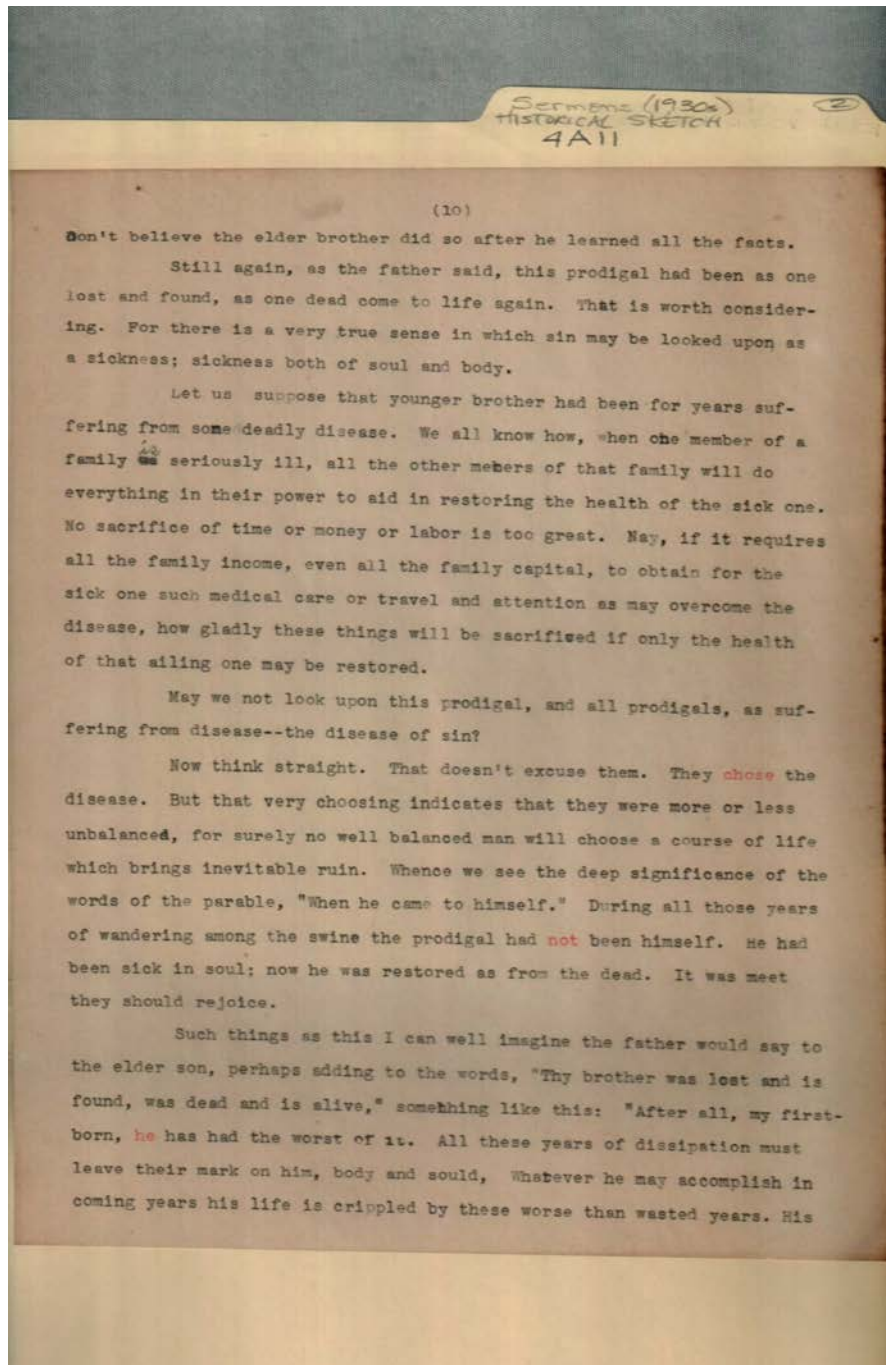 Sermons (1930s)
2
HISTORICAL SKETCH
4A11
(10)
Don't believe the elder brother did so after he learned all the facts.
Still again, as the father said, this prodigal had been as one
lost and found, as one dead come to life again. That is worth consider-
ing. For there is a very true sense in which sin may be looked upon as
a sickness; sickness both of soul and body.
Let us suppose that younger brother had been for years suf-
fering from some deadly disease. We all know how, when one member of a
family is seriously ill, all the other mebers of that family will do
everything in their power to aid in restoring the health of the sick one.
No sacrifice of time or money or labor is too great. Nay, if it requires
all the family income, even all the family capital, to obtain for the
sick one such medical care or travel and attention as may overcome the
disease, how gladly these things will be sacrificed if only the health
of that ailing one may be restored.
May we not look upon this prodigal, and all prodigals, as suf-
fering from disease--the disease of sin?
Now think straight. That doesn't excuse them. They chose the
disease. But that very choosing indicates that they were more or less
unbalanced, for surely no well balanced man will choose a course of life
which brings inevitable ruin. Whence we see the deep significance of the
words of the parable, "When he came to himself." During all those years
of wandering among the swine the prodigal had not been himself. He had
been sick in soul; now he was restored as from the dead. It was meet
they should rejoice.
Such things as this I can well imagine the father would say to
the elder son, perhaps adding to the words, "Thy brother was lost and is
found, was dead and is alive," something like this: "After all, my first-
born, he has had the worst of it. All these years of dissipation must
leave their mark on him, body and sould, Whatever he may accomplish in
coming years his life is crippled by these worse than wasted years. His